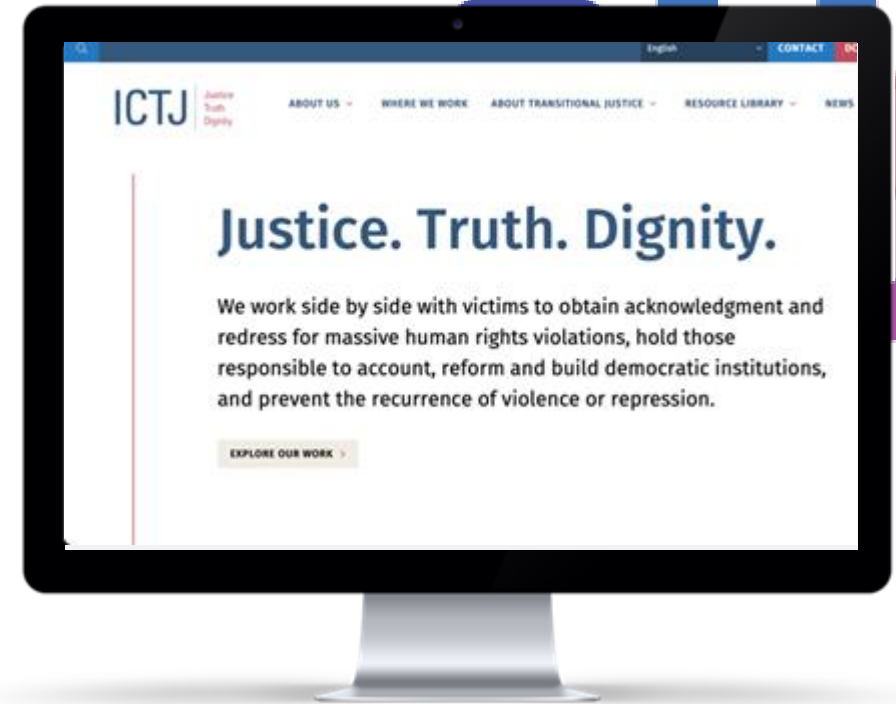 English
CONTACT
ICTJ
Justice
Truth
Dignity
ABOUT US
WHERE WE WORK
ABOUT TRANSITIONAL JUSTICE
RESOURCE LIBRARY
NEWS
Justice. Truth. Dignity.
We work side by side with victims to obtain acknowledgment and
redress for massive human rights violations, hold those
responsible to account, reform and build democratic institutions,
and prevent the recurrence of violence or repression.
EXPLORE OUR WORK >